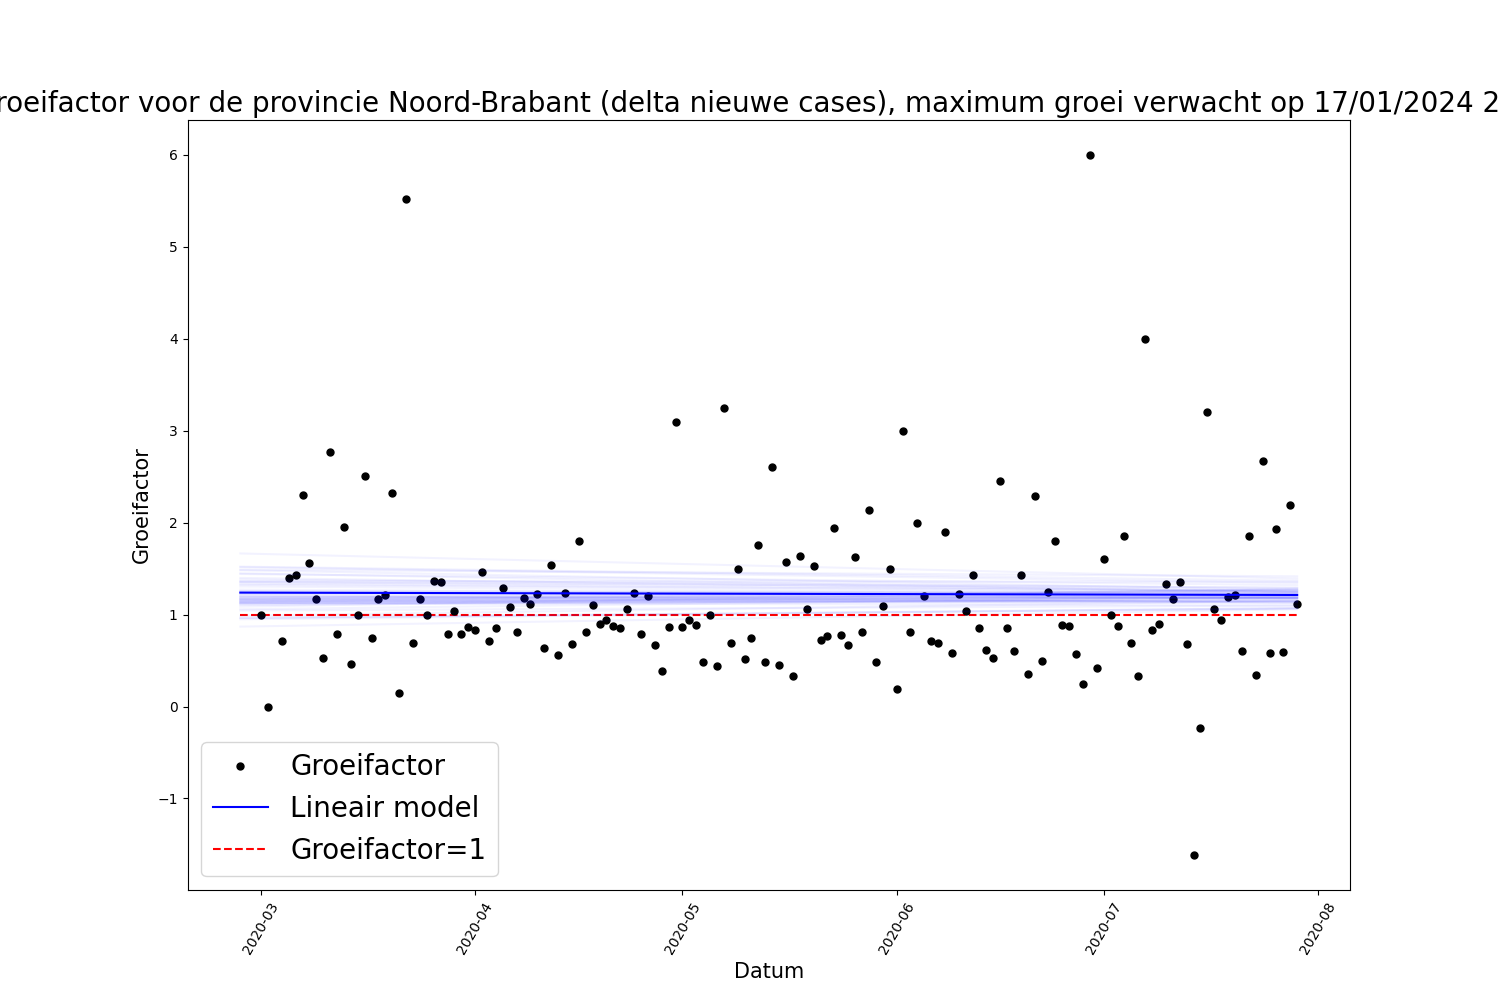 roeifactor voor de provincie Noord-Brabant (delta nieuwe cases), maximum groei verwacht op 17/01/2024 2
6
5
4
3
2
1
0
−1
Groeifactor
Groeifactor
Lineair model
Groeifactor=1
2020-03
2020-04
2020-05
2020-06
2020-07
2020-08
Datum